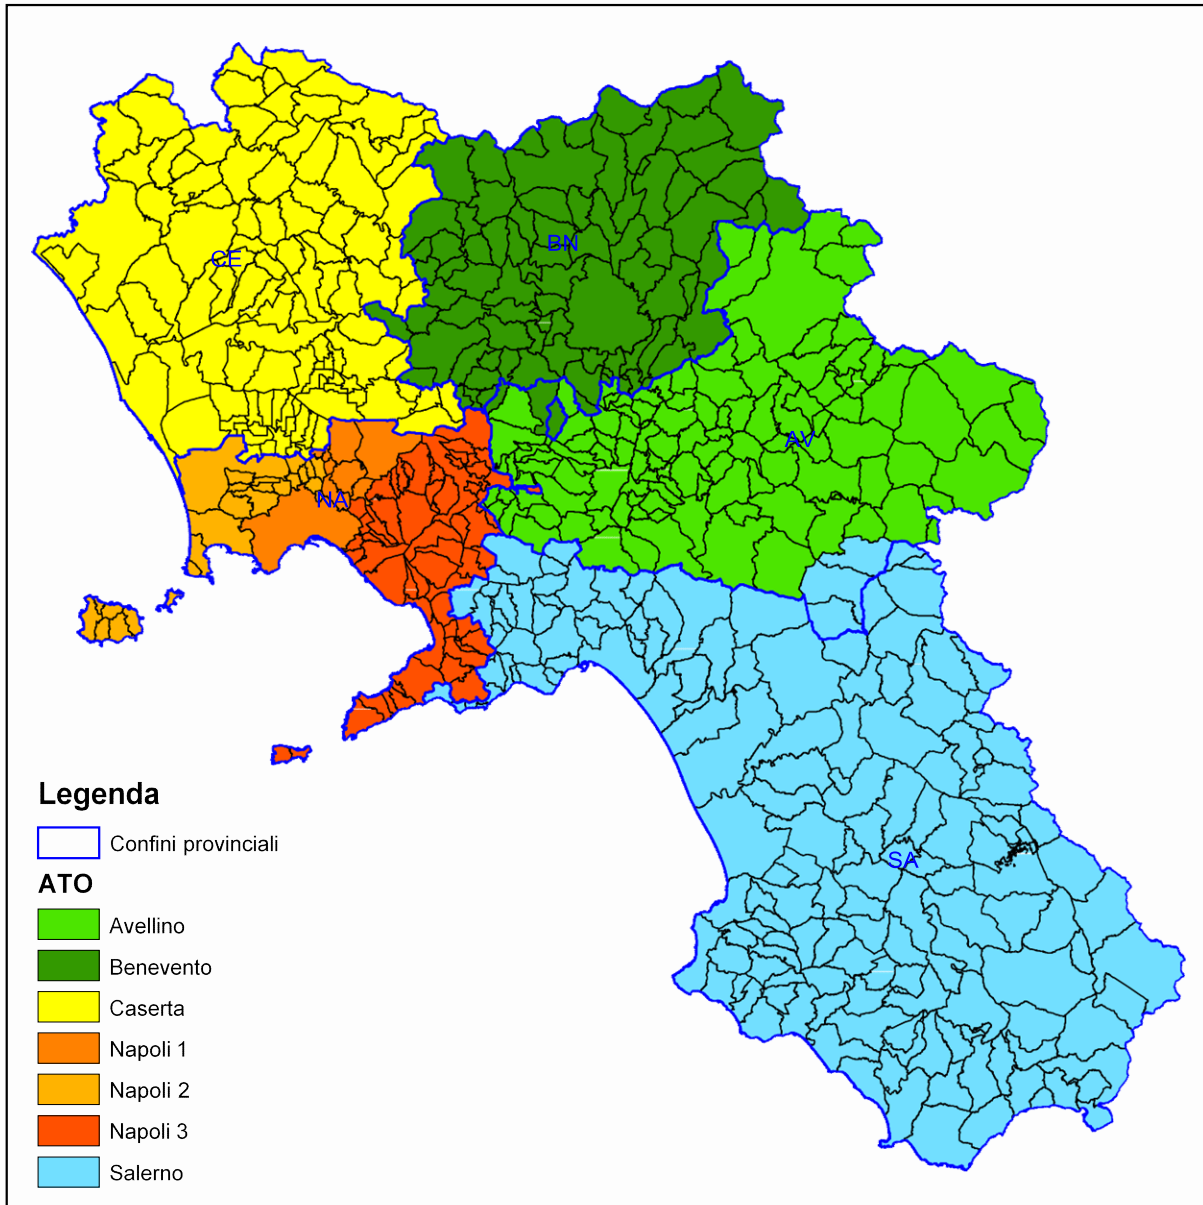 CE
BN
AV
NA
SA
Legenda
Confini provinciali
ATO
Avellino
Benevento
Caserta
Napoli 1
Napoli 2
Napoli 3
Salerno